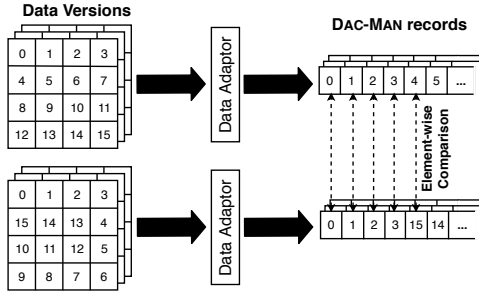 Data Versions
DAC-MAN records
0 1 2 3
4 5 6 7
8 9 10 11
12 13 14 15
Data Adaptor
0 1 2 3 4 5 ...
Element-wise
Comparison
0 1 2 3
15 14 13 4
10 11 12 5
9 8 7 6
Data Adaptor
0 1 2 3 15 14 ...